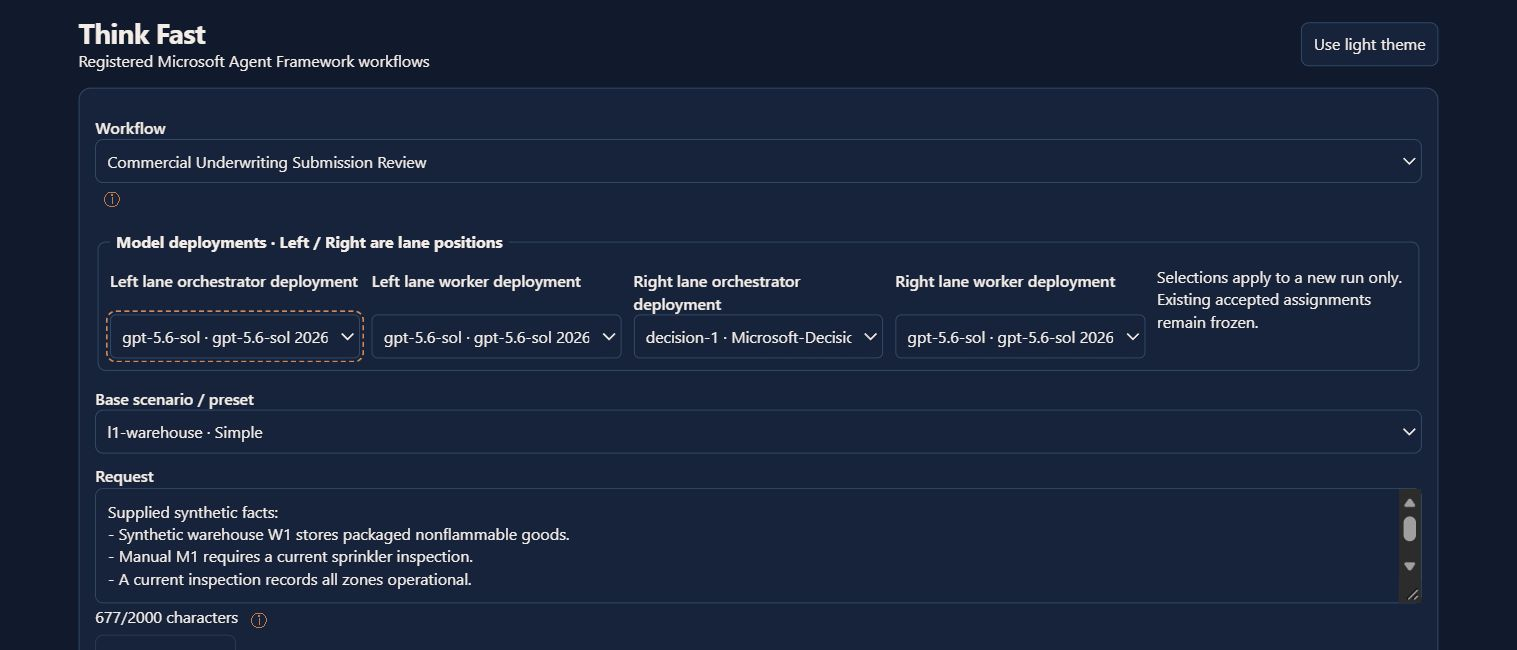 Think Fast
Use light theme
Registered Microsoft Agent Framework workflows
Workflow
Commercial Underwriting Submission Review
Model deployments · Left / Right are lane positions
Left lane orchestrator deployment
Left lane worker deployment
Right lane orchestrator
deployment
Right lane worker deployment
Selections apply to a new run only.
Existing accepted assignments
remain frozen.
gpt-5.6-sol · gpt-5.6-sol 2026
gpt-5.6-sol · gpt-5.6-sol 2026
decision-1 · Microsoft-Decisic
gpt-5.6-sol · gpt-5.6-sol 2026
Base scenario / preset
l1-warehouse · Simple
Request
Supplied synthetic facts:
- Synthetic warehouse W1 stores packaged nonflammable goods.
- Manual M1 requires a current sprinkler inspection.
- A current inspection records all zones operational.
677/2000 characters